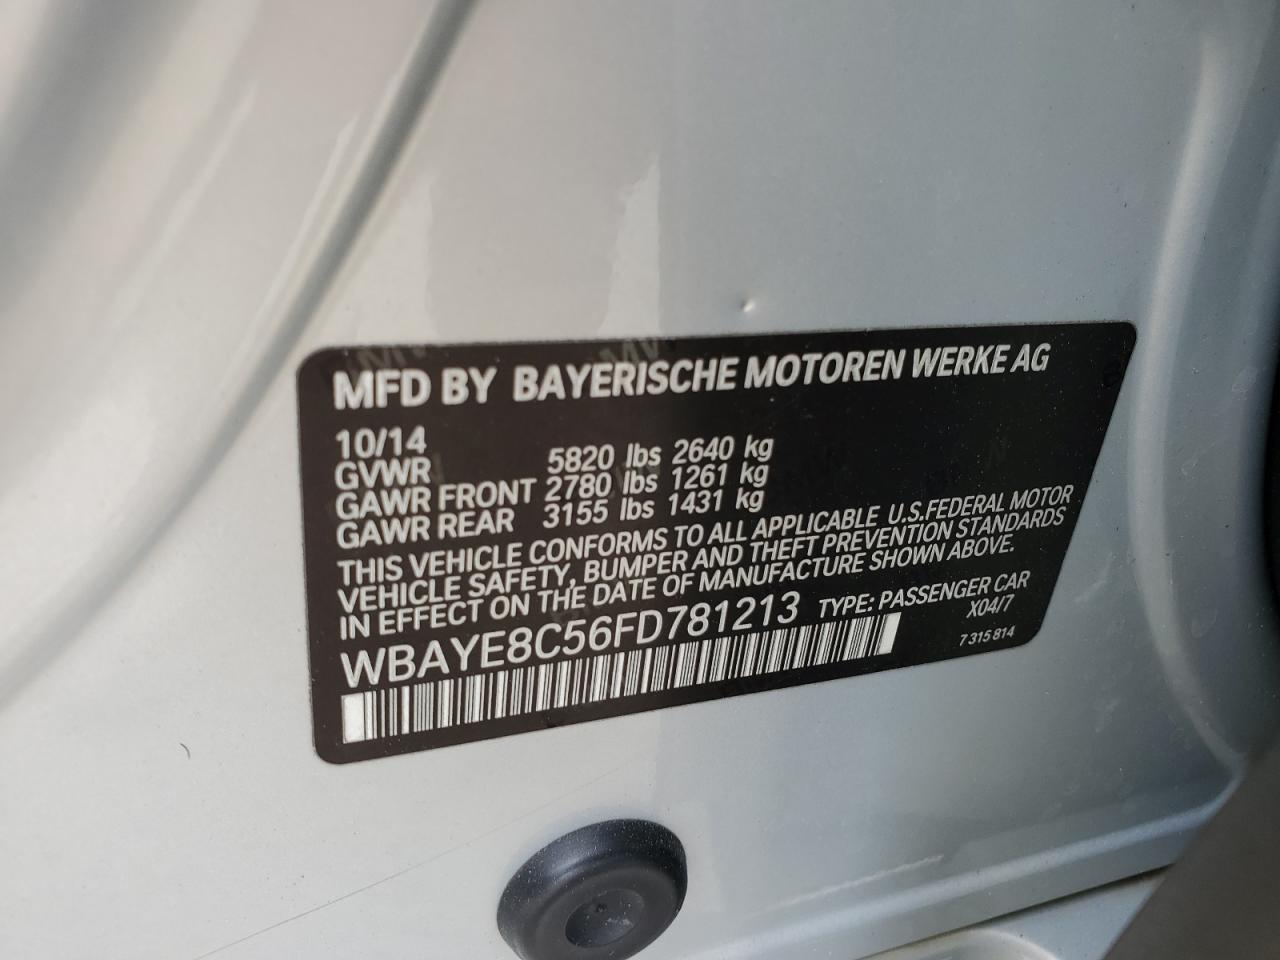 MFD BY BAYERISCHE MOTOREN WERKE AG
10/14
GVWR 5820 lbs 2640 kg
GAWR FRONT 2780 lbs 1261 kg
GAWR REAR 3155 lbs 1431 kg
THIS VEHICLE CONFORMS TO ALL APPLICABLE U.S.FEDERAL MOTOR
VEHICLE SAFETY, BUMPER AND THEFT PREVENTION STANDARDS
IN EFFECT ON THE DATE OF MANUFACTURE SHOWN ABOVE.
WBAYE8C56FD781213 TYPE: PASSENGER CAR
X04/7
7 315 814